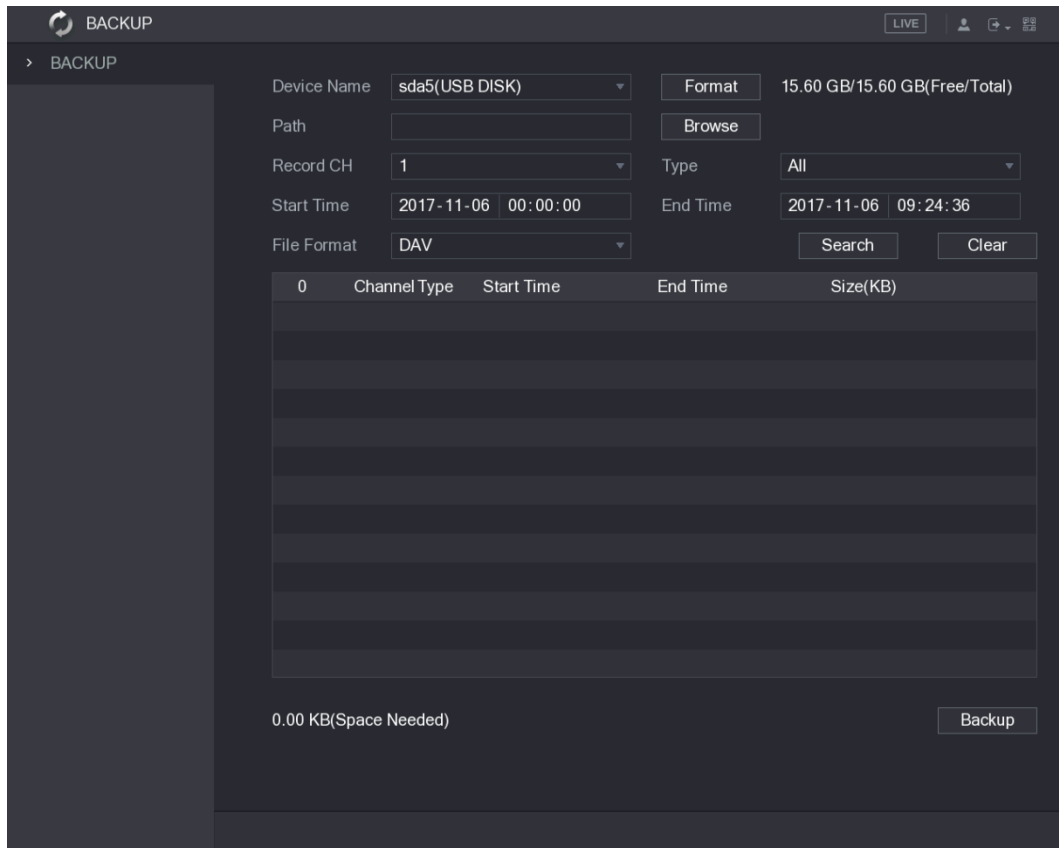 BACKUP LIVE
> BACKUP
Device Name sda5(USB DISK) Format 15.60 GB/15.60 GB(Free/Total)
Path Browse
Record CH 1 Type All
Start Time 2017-11-06 00:00:00 End Time 2017-11-06 09:24:36
File Format DAV Search Clear
0 Channel Type Start Time End Time Size(KB)
0.00 KB(Space Needed) Backup